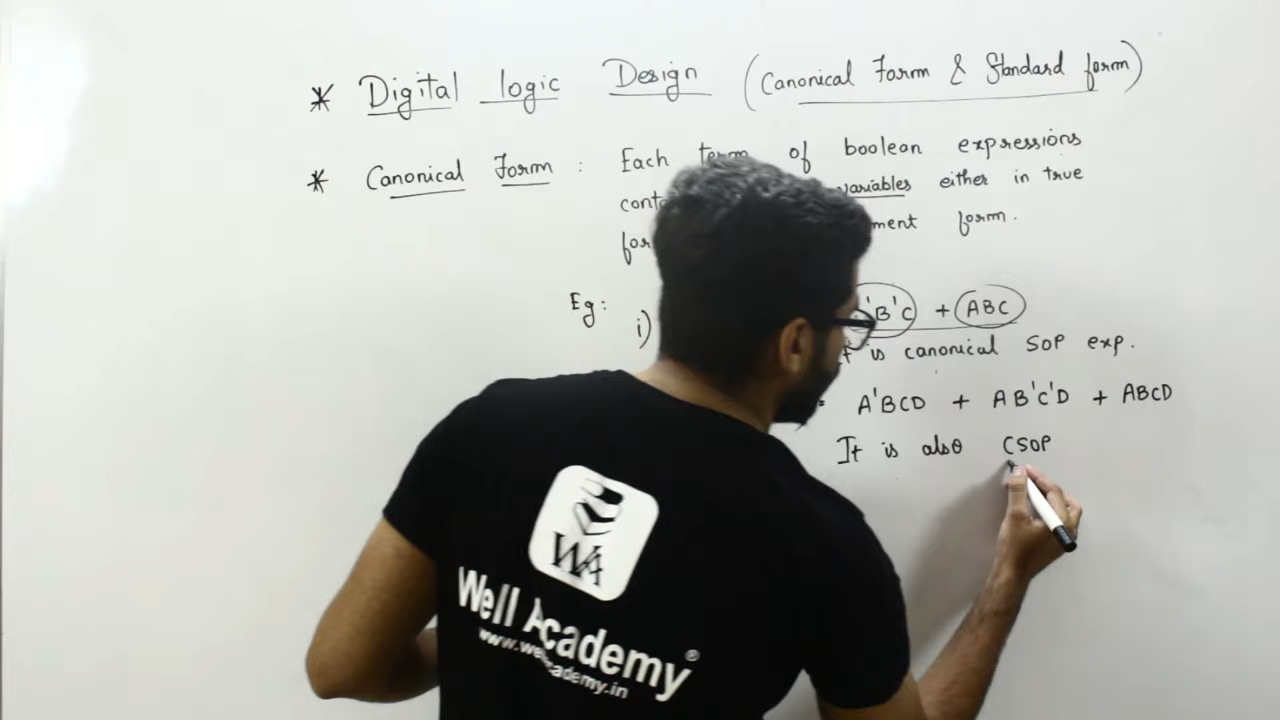 * Digital logic Design (Canonical Form & Standard form)
* Canonical Form : Each term of boolean expressions
variables either in true
form.
Eg:
i) 'B'C + ABC
is canonical SOP exp.
= A'BCD + AB'C'D + ABCD
It is also CSOP
WA
Well Academy®
www.wellacademy.in